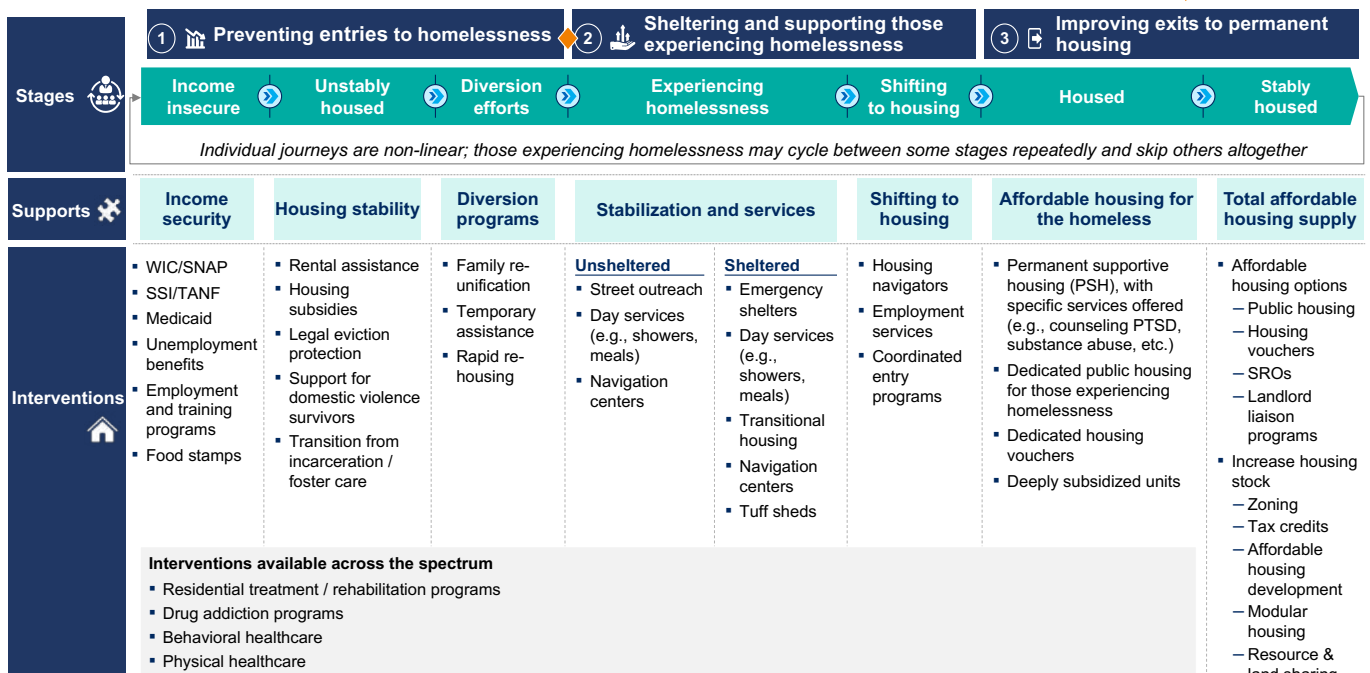 1 Preventing entries to homelessness
2 Sheltering and supporting those
experiencing homelessness
3 Improving exits to permanent
housing
Stages
Income
insecure
Unstably
housed
Diversion
efforts
Experiencing
homelessness
Shifting
to housing
Housed
Stably
housed
Individual journeys are non-linear; those experiencing homelessness may cycle between some stages repeatedly and skip others altogether
Supports
Income
security
Housing stability
Diversion
programs
Stabilization and services
Shifting to
housing
Affordable housing for
the homeless
Total affordable
housing supply
Interventions
▪ WIC/SNAP
▪ SSI/TANF
▪ Medicaid
▪ Unemployment
benefits
▪ Employment
and training
programs
▪ Food stamps
▪ Rental assistance
▪ Housing
subsidies
▪ Legal eviction
protection
▪ Support for
domestic violence
survivors
▪ Transition from
incarceration /
foster care
▪ Family re-
unification
▪ Temporary
assistance
▪ Rapid re-
housing
Unsheltered
▪ Street outreach
▪ Day services
(e.g., showers,
meals)
▪ Navigation
centers
Sheltered
▪ Emergency
shelters
▪ Day services
(e.g.,
showers,
meals)
▪ Transitional
housing
▪ Navigation
centers
▪ Tuff sheds
▪ Housing
navigators
▪ Employment
services
▪ Coordinated
entry
programs
▪ Permanent supportive
housing (PSH), with
specific services offered
(e.g., counseling PTSD,
substance abuse, etc.)
▪ Dedicated public housing
for those experiencing
homelessness
▪ Dedicated housing
vouchers
▪ Deeply subsidized units
▪ Affordable
housing options
– Public housing
– Housing
vouchers
– SROs
– Landlord
liaison
programs
▪ Increase housing
stock
– Zoning
– Tax credits
– Affordable
housing
development
– Modular
housing
– Resource &
land sharing
Interventions available across the spectrum
▪ Residential treatment / rehabilitation programs
▪ Drug addiction programs
▪ Behavioral healthcare
▪ Physical healthcare